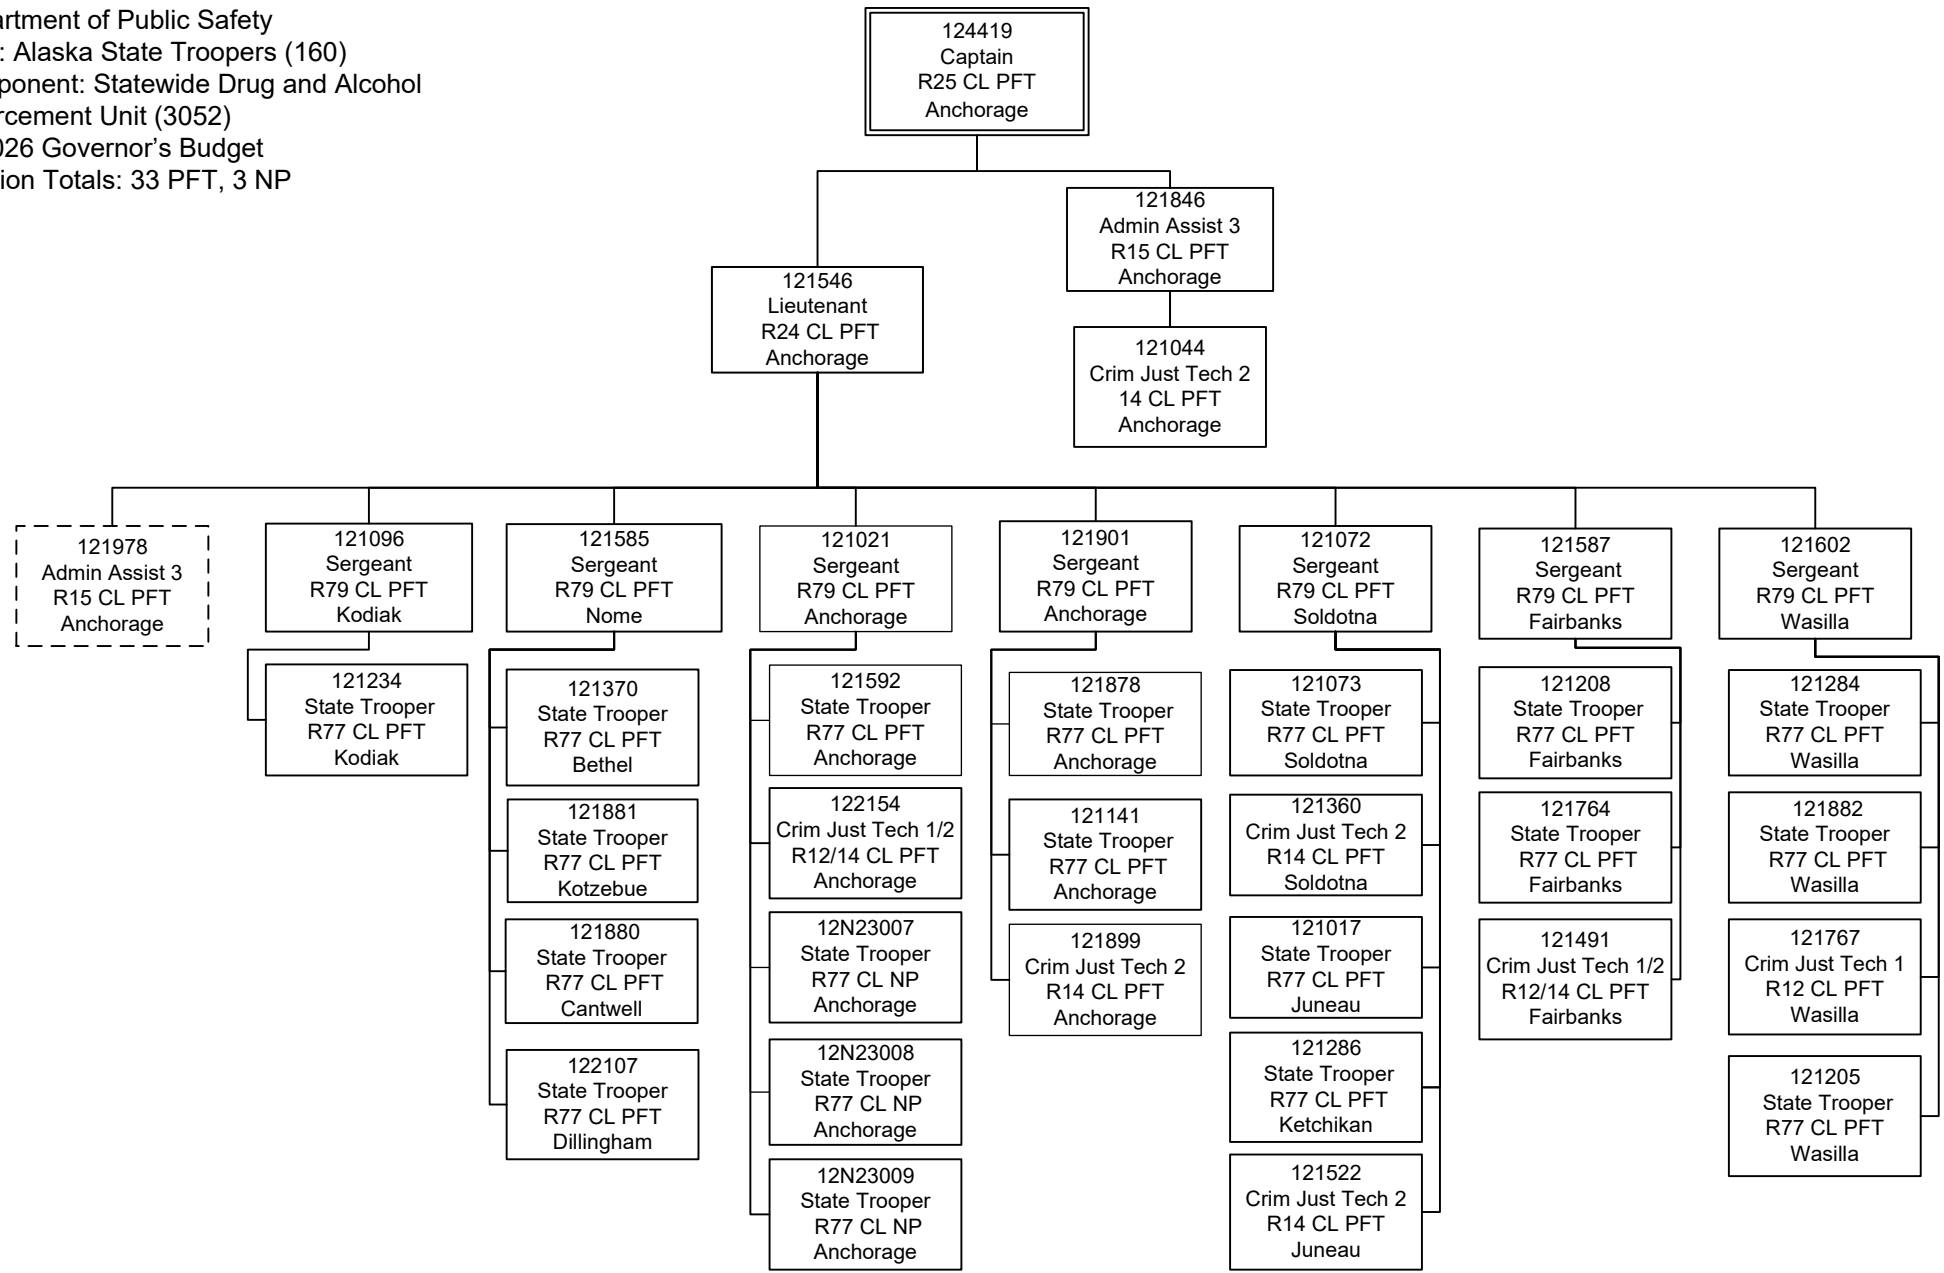 artment of Public Safety
: Alaska State Troopers (160)
ponent: Statewide Drug and Alcohol
rcement Unit (3052)
026 Governor’s Budget
ion Totals: 33 PFT, 3 NP
124419
Captain
R25 CL PFT
Anchorage
121846
Admin Assist 3
R15 CL PFT
Anchorage
121546
Lieutenant
R24 CL PFT
Anchorage
121044
Crim Just Tech 2
14 CL PFT
Anchorage
121978
Admin Assist 3
R15 CL PFT
Anchorage
121096
Sergeant
R79 CL PFT
Kodiak
121234
State Trooper
R77 CL PFT
Kodiak
121585
Sergeant
R79 CL PFT
Nome
121370
State Trooper
R77 CL PFT
Bethel
121881
State Trooper
R77 CL PFT
Kotzebue
121880
State Trooper
R77 CL PFT
Cantwell
122107
State Trooper
R77 CL PFT
Dillingham
121021
Sergeant
R79 CL PFT
Anchorage
121592
State Trooper
R77 CL PFT
Anchorage
122154
Crim Just Tech 1/2
R12/14 CL PFT
Anchorage
12N23007
State Trooper
R77 CL NP
Anchorage
12N23008
State Trooper
R77 CL NP
Anchorage
12N23009
State Trooper
R77 CL NP
Anchorage
121901
Sergeant
R79 CL PFT
Anchorage
121878
State Trooper
R77 CL PFT
Anchorage
121141
State Trooper
R77 CL PFT
Anchorage
121899
Crim Just Tech 2
R14 CL PFT
Anchorage
121072
Sergeant
R79 CL PFT
Soldotna
121073
State Trooper
R77 CL PFT
Soldotna
121360
Crim Just Tech 2
R14 CL PFT
Soldotna
121017
State Trooper
R77 CL PFT
Juneau
121286
State Trooper
R77 CL PFT
Ketchikan
121522
Crim Just Tech 2
R14 CL PFT
Juneau
121587
Sergeant
R79 CL PFT
Fairbanks
121208
State Trooper
R77 CL PFT
Fairbanks
121764
State Trooper
R77 CL PFT
Fairbanks
121491
Crim Just Tech 1/2
R12/14 CL PFT
Fairbanks
121602
Sergeant
R79 CL PFT
Wasilla
121284
State Trooper
R77 CL PFT
Wasilla
121882
State Trooper
R77 CL PFT
Wasilla
121767
Crim Just Tech 1
R12 CL PFT
Wasilla
121205
State Trooper
R77 CL PFT
Wasilla